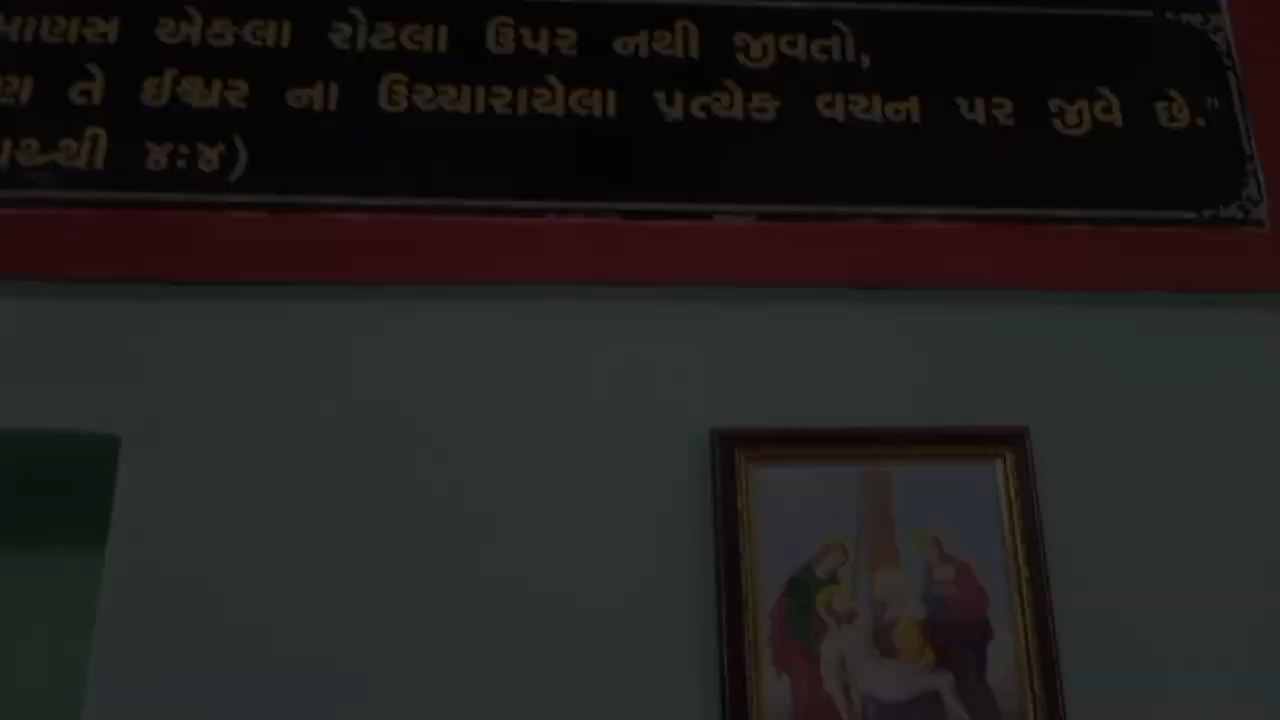 માણસ એકલા રોટલા ઉપર નથી જીવતો,
તે ઈશ્વર ના ઉચ્ચારાયેલા પ્રત્યેક વચન પર જીવે છે."
૪:૪)